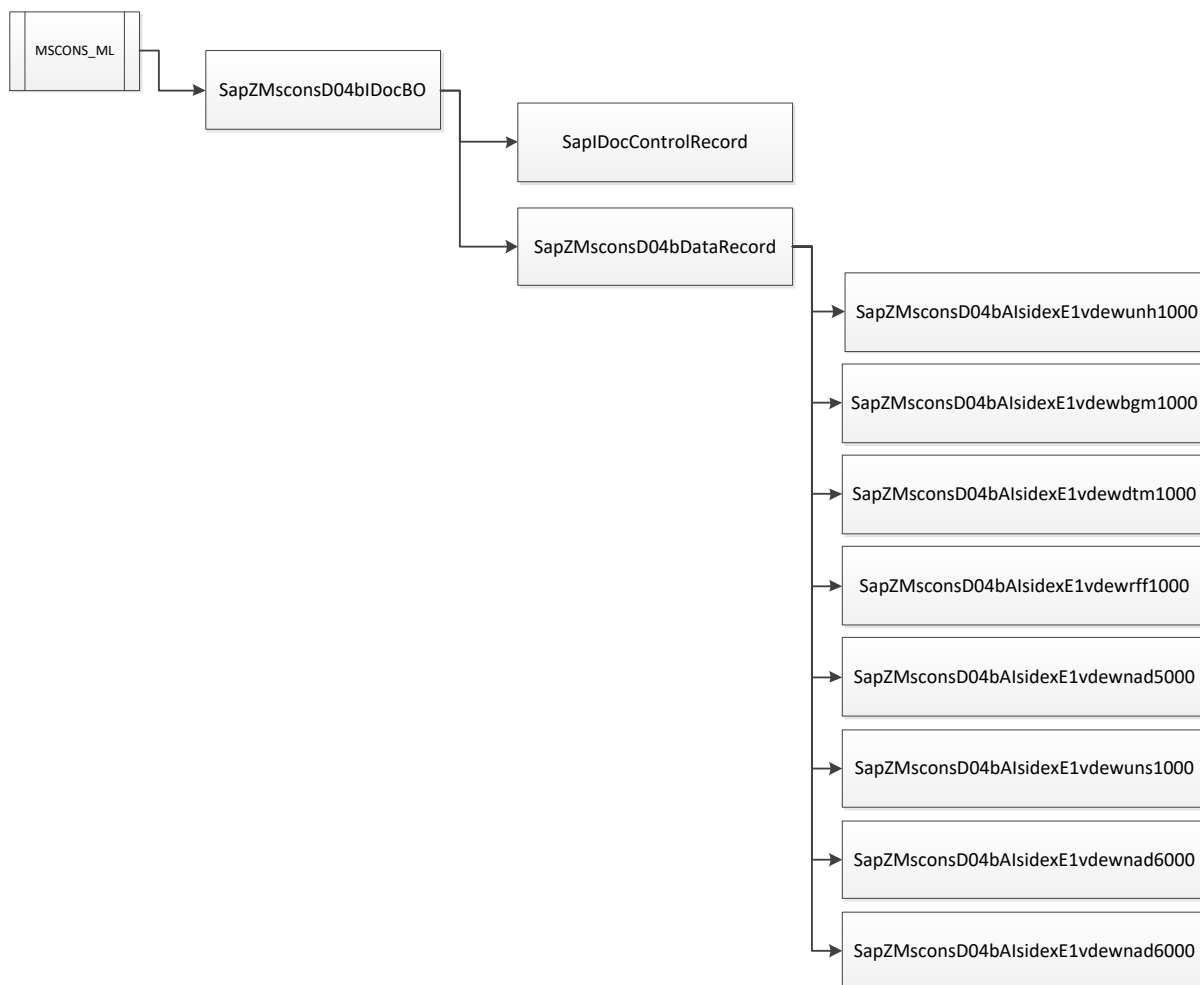 MSCONS_ML
SapZMsconsD04bIDocBO
SapIDocControlRecord
SapZMsconsD04bDataRecord
SapZMsconsD04bAIsidexE1vdewunh1000
SapZMsconsD04bAIsidexE1vdewbgm1000
SapZMsconsD04bAIsidexE1vdewdtm1000
SapZMsconsD04bAIsidexE1vdewrff1000
SapZMsconsD04bAIsidexE1vdewnad5000
SapZMsconsD04bAIsidexE1vdewuns1000
SapZMsconsD04bAIsidexE1vdewnad6000
SapZMsconsD04bAIsidexE1vdewnad6000